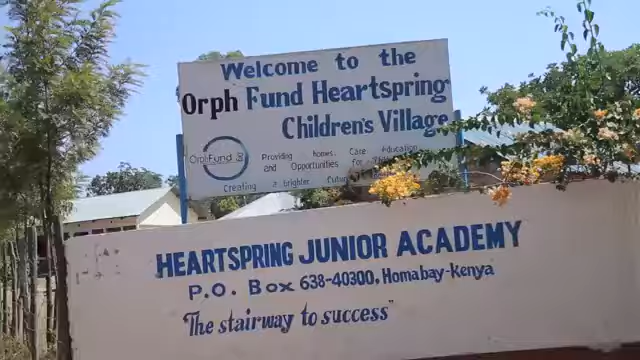 Welcome to the
Orph Fund Heartspring
Children's Village
OrphFund
Providing homes, Care Education
and Opportunities for
Creating a brighter
HEARTSPRING JUNIOR ACADEMY
P.O. Box 638-40300, Homabay-Kenya
"The stairway to success"